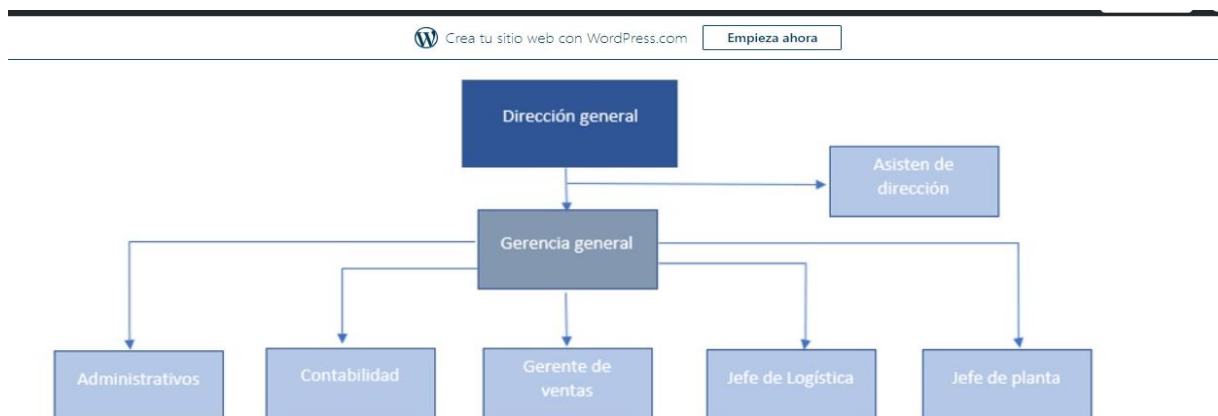 Crea tu sitio web con WordPress.com
Empieza ahora
Dirección general
Asisten de
dirección
Gerencia general
Administrativos
Contabilidad
Gerente de
ventas
Jefe de Logística
Jefe de planta